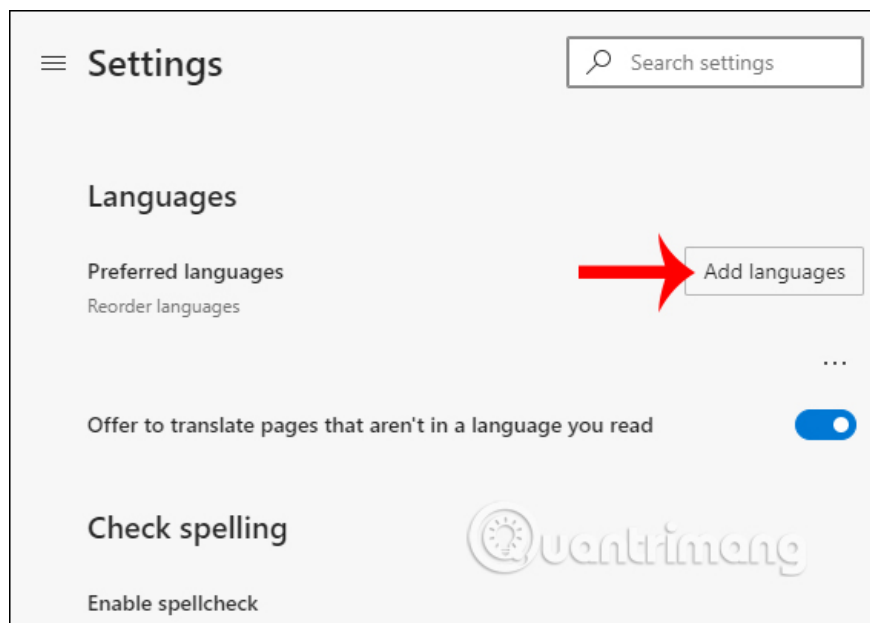 Settings
Search settings
Languages
Preferred languages
Add languages
Reorder languages
...
Offer to translate pages that aren't in a language you read
Check spelling
Quantrimang
Enable spellcheck